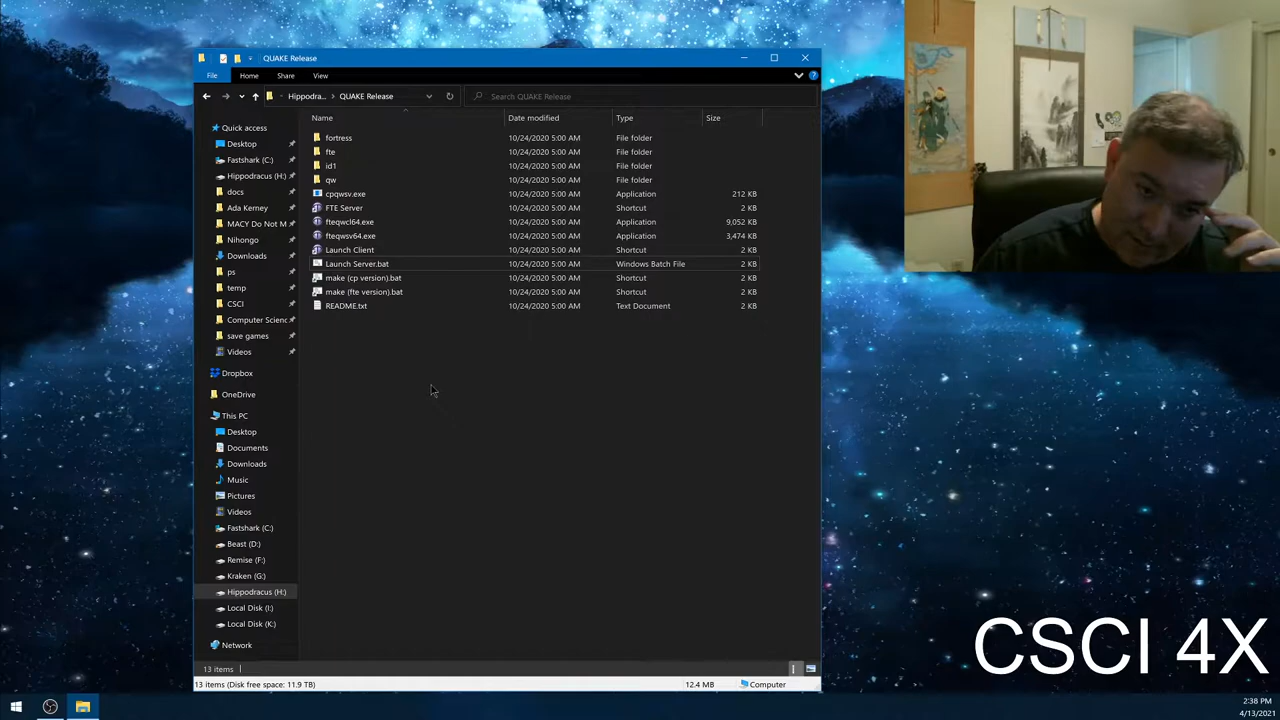 QUAKE Release
File Home Share View
Hippodra... QUAKE Release Search QUAKE Release
Name Date modified Type Size
Quick access
Desktop
Fastshark (C:)
Hippodracus (H:)
docs
Ada Kerney
MACY Do Not M
Nihongo
Downloads
ps
temp
CSCI
Computer Scienc
save games
Videos
Dropbox
OneDrive
This PC
Desktop
Documents
Downloads
Music
Pictures
Videos
Fastshark (C:)
Beast (D:)
Remise (F:)
Kraken (G:)
Hippodracus (H:)
Local Disk (I:)
Local Disk (K:)
Network
fortress 10/24/2020 5:00 AM File folder
fte 10/24/2020 5:00 AM File folder
id1 10/24/2020 5:00 AM File folder
qw 10/24/2020 5:00 AM File folder
cpqwsv.exe 10/24/2020 5:00 AM Application 212 KB
FTE Server 10/24/2020 5:00 AM Shortcut 2 KB
fteqwcl64.exe 10/24/2020 5:00 AM Application 9,052 KB
fteqwsv64.exe 10/24/2020 5:00 AM Application 3,474 KB
Launch Client 10/24/2020 5:00 AM Shortcut 2 KB
Launch Server.bat 10/24/2020 5:00 AM Windows Batch File 2 KB
make (cp version).bat 10/24/2020 5:00 AM Shortcut 2 KB
make (fte version).bat 10/24/2020 5:00 AM Shortcut 2 KB
README.txt 10/24/2020 5:00 AM Text Document 2 KB
13 items
13 items (Disk free space: 11.9 TB) 12.4 MB Computer
CSCI 4X
2:38 PM
4/13/2021